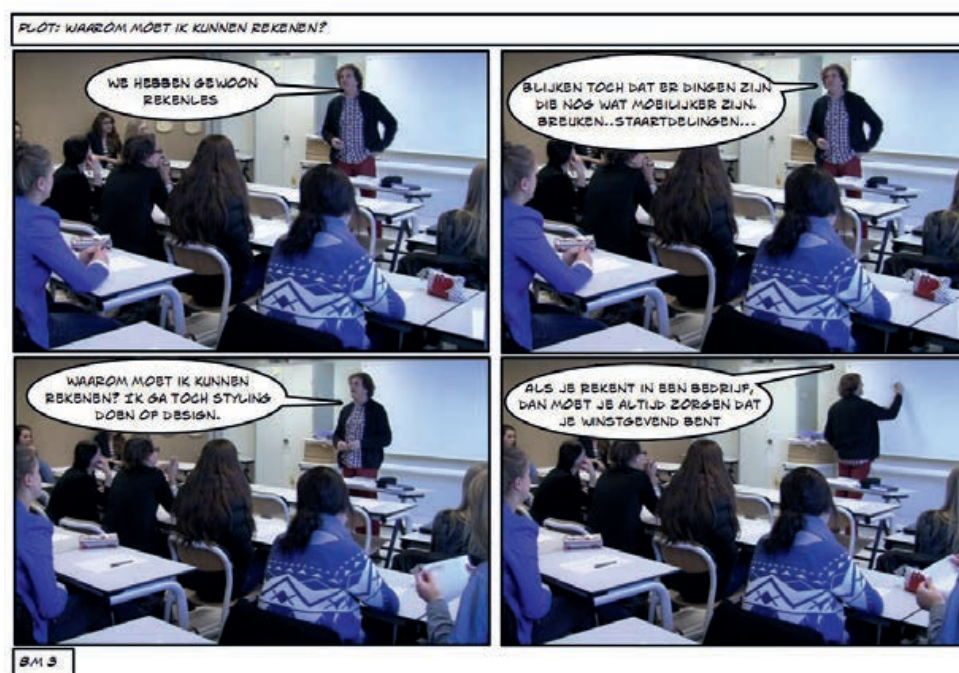 PLOT: WAAROM MOET IK KUNNEN REKENEN?
WE HEBBEN GEWOON
REKENLES
BLIJKEN TOCH DAT ER DINGEN ZIJN
DIE NOG WAT MOEILIJKER ZIJN.
BREUKEN..STAARTDELINGEN...
WAAROM MOET IK KUNNEN
REKENEN? IK GA TOCH STYLING
DOEN OF DESIGN.
ALS JE REKENT IN EEN BEDRIJF,
DAN MOET JE ALTIJD ZORGEN DAT
JE WINSTGEVEND BENT
BM 3